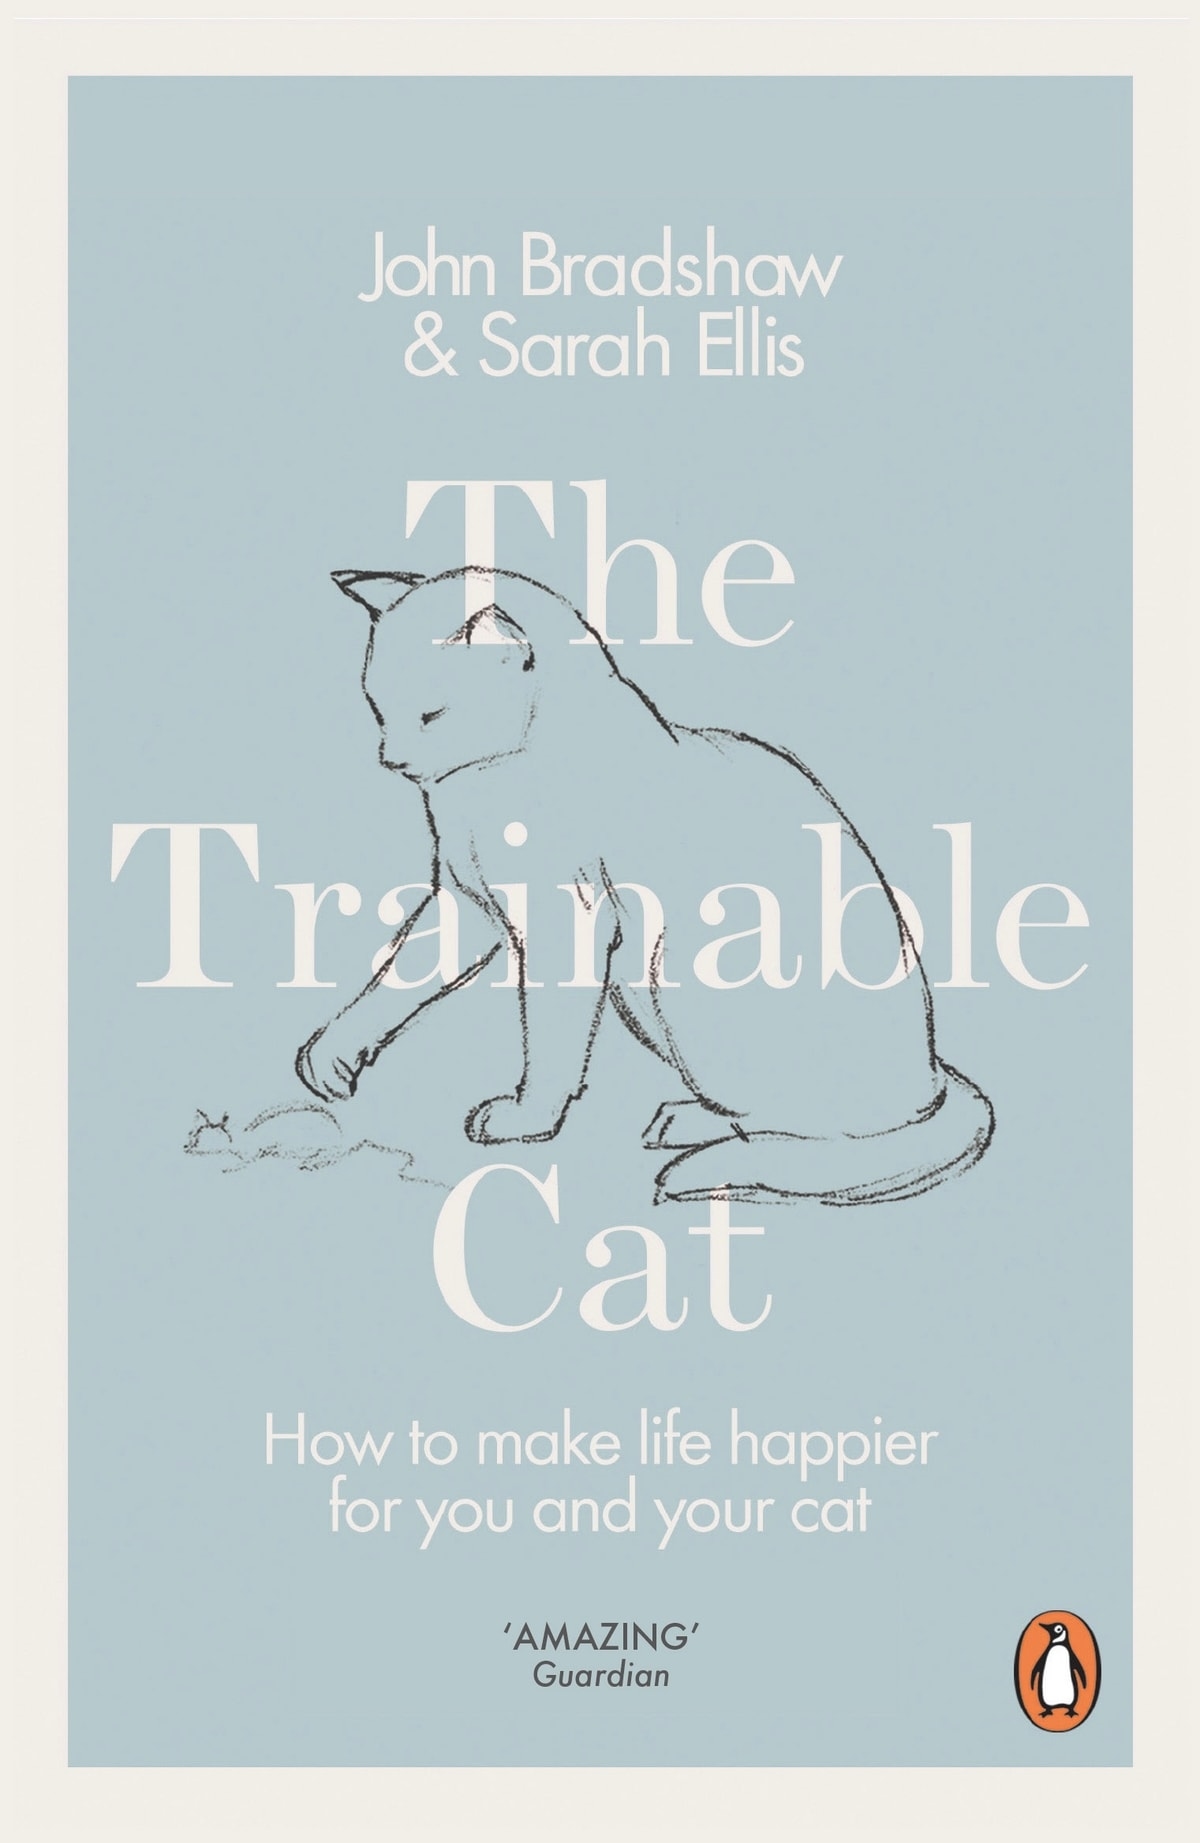 John Bradshaw
& Sarah Ellis
The
Trainable
Cat
How to make life happier
for you and your cat
‘AMAZING’
Guardian